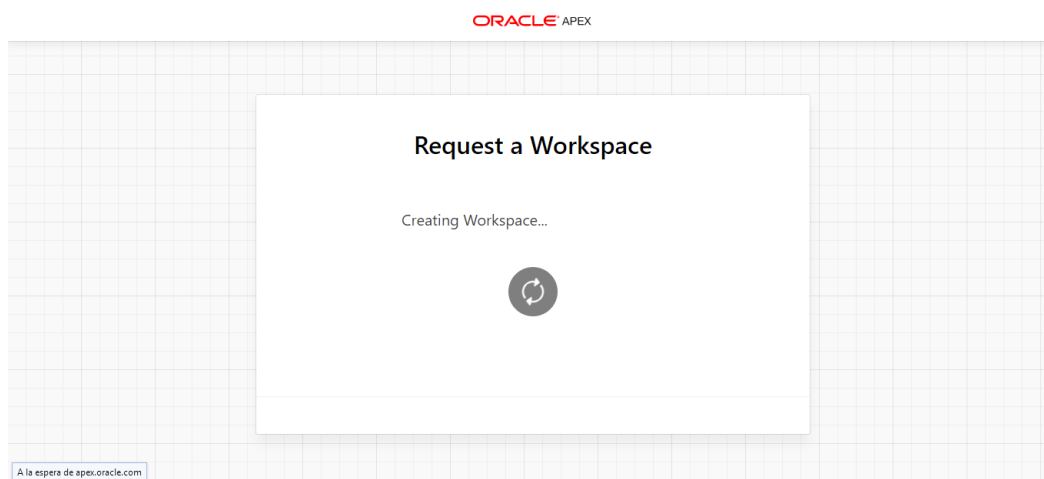 ORACLE APEX
Request a Workspace
Creating Workspace...
A la espera de apex.oracle.com